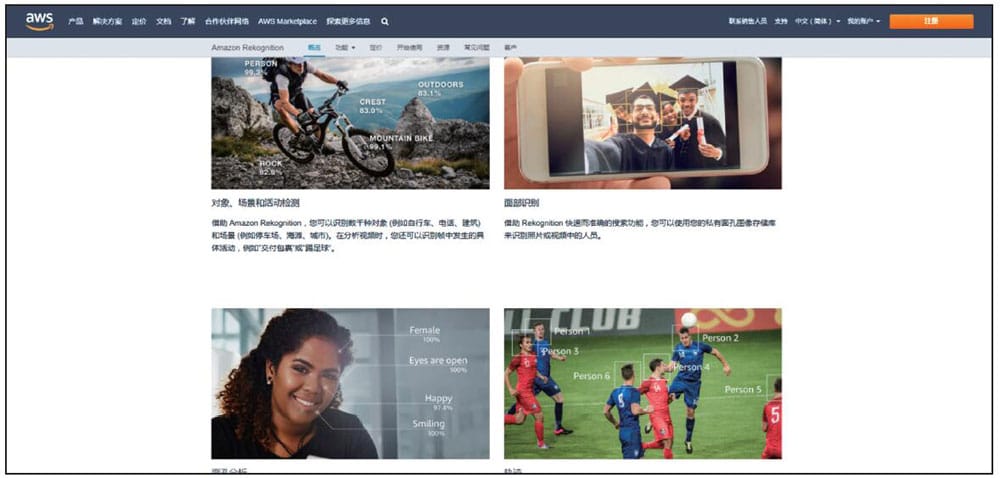 aws 产品 解决方案 定价 文档 了解 合作伙伴网络 AWS Marketplace 探索更多信息 联系销售人员 支持 中文（简体） 我的账户 注册
Amazon Rekognition 概览 功能 定价 开始使用 资源 常见问题 客户
PERSON
99.3%
OUTDOORS
83.1%
CREST
83.0%
MOUNTAIN BIKE
99.1%
ROCK
92.8%
对象、场景和活动检测
借助 Amazon Rekognition，您可以识别数千种对象 (例如自行车、电话、建筑)
和场景 (例如停车场、海滩、城市)。在分析视频时，您还可以识别帧中发生的具
体活动，例如"交付包裹"或"踢足球"。
面部识别
借助 Rekognition 快速而准确的搜索功能，您可以使用您的私有面孔图像存储库
来识别照片或视频中的人员。
Female
100%
Eyes are open
100%
Happy
97.4%
Smiling
100%
CLUB
Person 1
Person 2
Person 3
Person 4
Person 6
Person 5
5